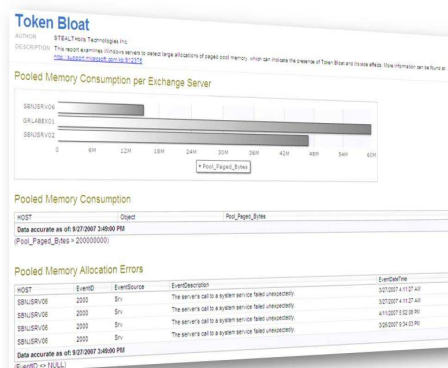 Token Bloat
AUTHOR STEALTHbits Technologies Inc.
DESCRIPTION This report examines Windows servers to detect large allocations of paged pool memory, which can indicate the presence of Token Bloat and its side effects. More information can be found at:
http://support.microsoft.com/kb/912376
Pooled Memory Consumption per Exchange Server
SBNJSRV06
GRLABEX01
SBNJSRV02
0 6M 12M 18M 24M 30M 36M 42M 48M 54M 60M
Pool_Paged_Bytes
Pooled Memory Consumption
HOST Object Pool_Paged_Bytes
Data accurate as of: 9/27/2007 3:49:00 PM
(Pool_Paged_Bytes > 200000000)
Pooled Memory Allocation Errors
HOST EventID EventSource EventDescription EventDateTime
SBNJSRV06 2000 Srv The server's call to a system service failed unexpectedly. 3/27/2007 4:11:27 AM
SBNJSRV06 2000 Srv The server's call to a system service failed unexpectedly. 3/27/2007 4:11:27 AM
SBNJSRV06 2000 Srv The server's call to a system service failed unexpectedly. 4/11/2007 5:02:08 PM
SBNJSRV06 2000 Srv The server's call to a system service failed unexpectedly. 3/26/2007 9:34:03 PM
Data accurate as of: 9/27/2007 3:49:00 PM
(EventID <> NULL)